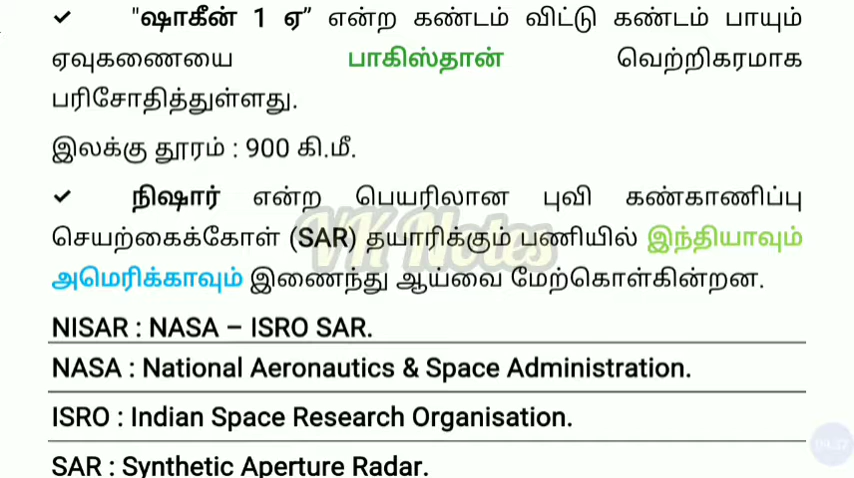 ✓ "ஷாகீன் 1 ஏ” என்ற கண்டம் விட்டு கண்டம் பாயும்
ஏவுகணையை பாகிஸ்தான் வெற்றிகரமாக
பரிசோதித்துள்ளது.
இலக்கு தூரம் : 900 கி.மீ.
✓ நிஷார் என்ற பெயரிலான புவி கண்காணிப்பு
செயற்கைக்கோள் (SAR) தயாரிக்கும் பணியில் இந்தியாவும்
அமெரிக்காவும் இணைந்து ஆய்வை மேற்கொள்கின்றன.
VK Notes
NISAR : NASA – ISRO SAR.
NASA : National Aeronautics & Space Administration.
ISRO : Indian Space Research Organisation.
SAR : Synthetic Aperture Radar.